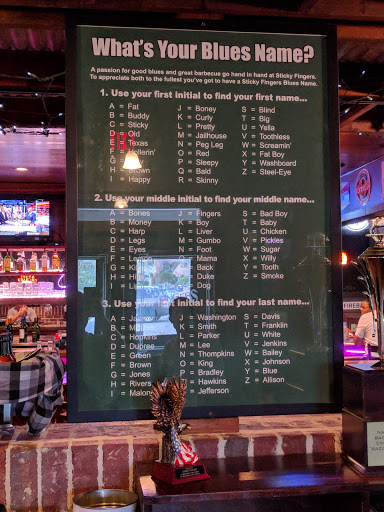 What's Your Blues Name?
A passion for good blues and great barbecue go hand in hand at Sticky Fingers.
To appreciate both to the fullest you've got to have a Sticky Fingers Blues Name.
1. Use your first initial to find your first name...
A = Fat J = Boney S = Blind
B = Buddy K = Curly T = Big
C = Sticky L = Pretty U = Yella
D = Old M = Jailhouse V = Toothless
E = Texas N = Peg Leg W = Screamin'
F = Hollerin' O = Red X = Fat Boy
G P = Sleepy Y = Washboard
H = Brown Q = Bald Z = Steel-Eye
I = Happy R = Skinny
2. Use your middle initial to find your middle name...
A = Bones J = Fingers S = Bad Boy
B = Money K = Boy T = Baby
C = Harp L = Liver U = Chicken
D = Legs M = Gumbo V = Pickles
E = Eyes N = Foot W = Sugar
F = Lemon O = Mama X = Willy
G = P = Back Y = Tooth
H = Q = Duke Z = Smoke
I = R = Dog
3. Use your last initial to find your last name...
A = J = Washington S = Davis
B = K = Smith T = Franklin
C = Hopkins L = Parker U = White
D = Dupree M = Lee V = Jenkins
E = Green N = Thompkins W = Bailey
F = Brown O = King X = Johnson
G = Jones P = Bradley Y = Blue
H = Rivers Q = Hawkins Z = Allison
I = Malone R = Jefferson